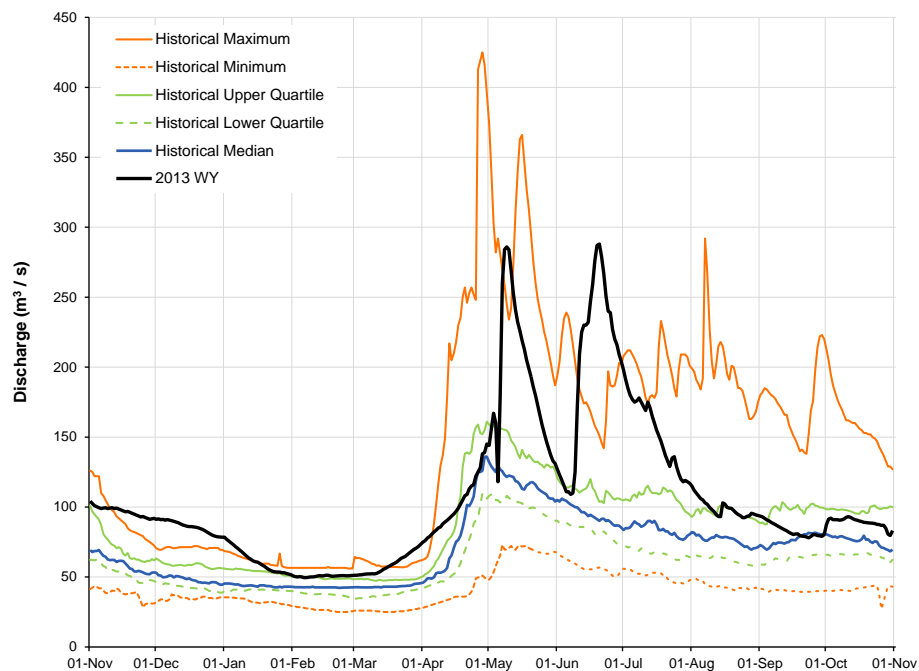 450
400
350
300
250
200
150
100
50
0
Discharge (m³ / s)
Historical Maximum
Historical Minimum
Historical Upper Quartile
Historical Lower Quartile
Historical Median
2013 WY
01-Nov 01-Dec 01-Jan 01-Feb 01-Mar 01-Apr 01-May 01-Jun 01-Jul 01-Aug 01-Sep 01-Oct 01-Nov